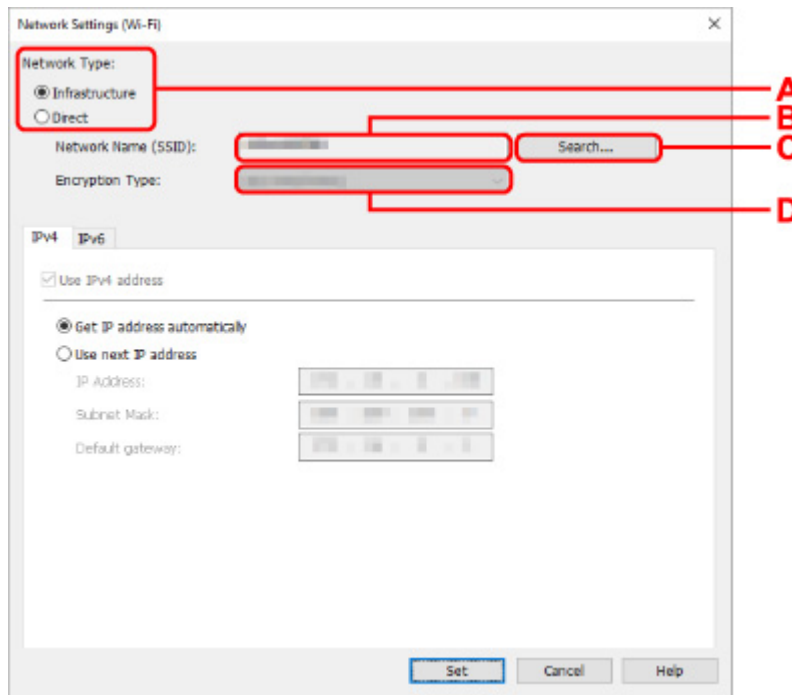 Network Settings (Wi-Fi)
Network Type:
Infrastructure
Direct
A
B
Network Name (SSID):
Search....
C
Encryption Type:
D
IPv4 IPv6
Use IPv4 address
Get IP address automatically
Use next IP address
IP Address:
Subnet Mask:
Default gateway:
Set Cancel Help